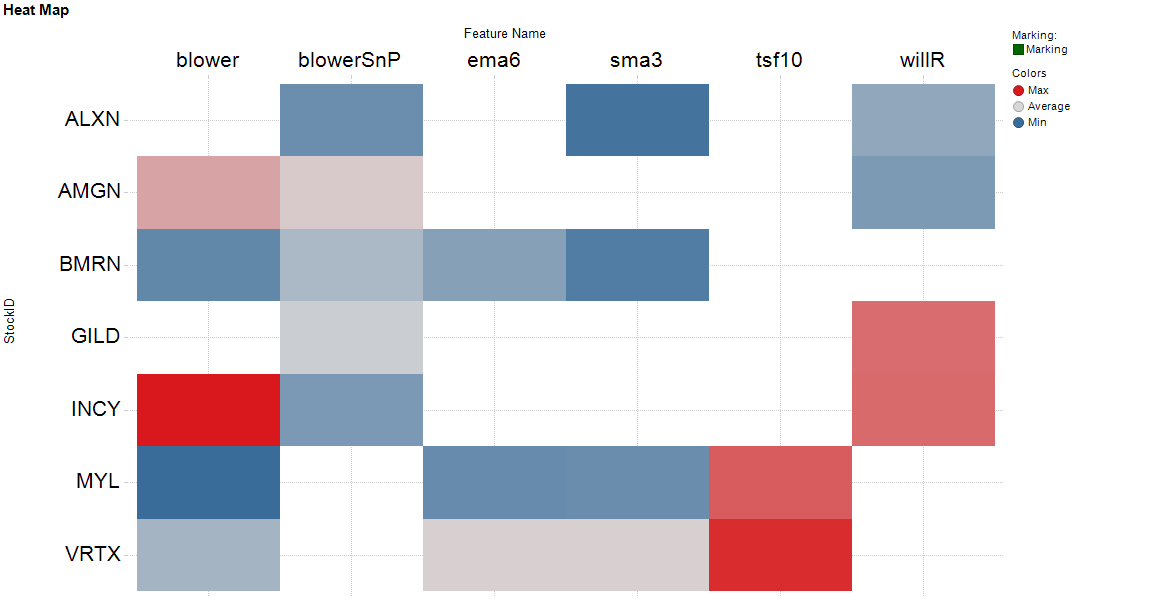 Heat Map
Feature Name
blower blowerSnP ema6 sma3 tsf10 willR
Marking:
Marking
Colors
Max
Average
Min
StockID
ALXN
AMGN
BMRN
GILD
INCY
MYL
VRTX